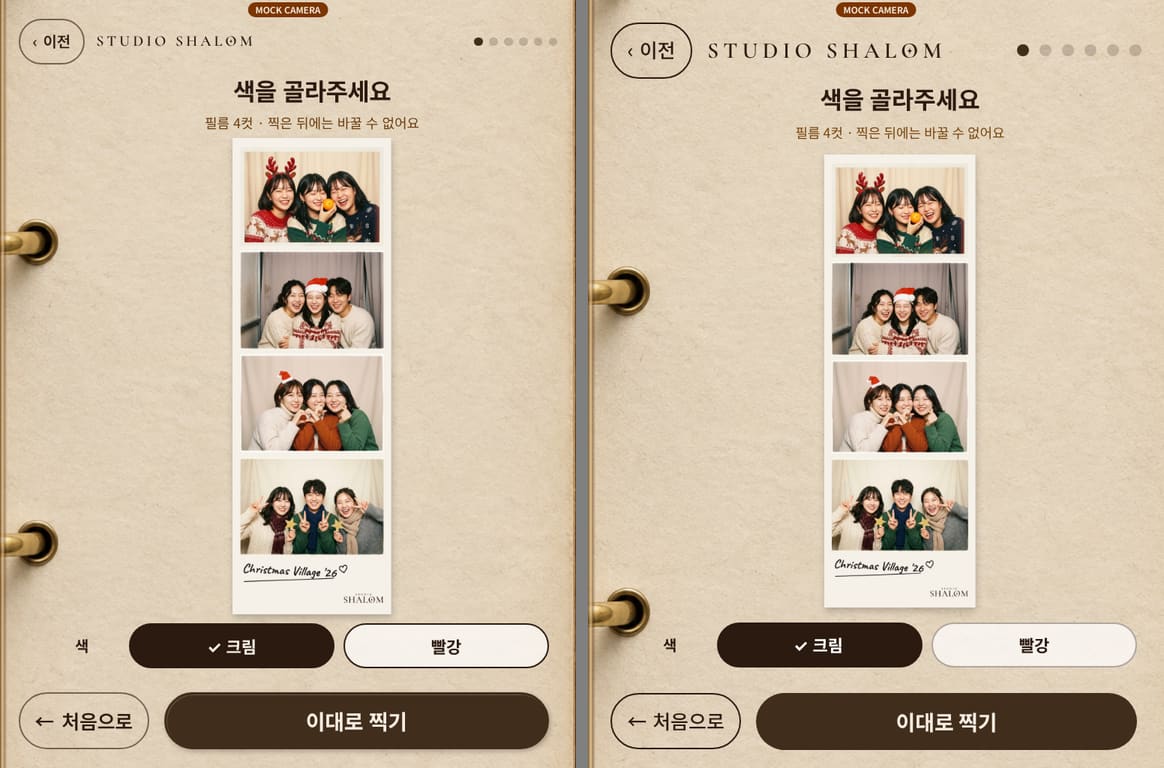 MOCK CAMERA
‹ 이전 STUDIO SHALOM
색을 골라주세요
필름 4컷 · 찍은 뒤에는 바꿀 수 없어요
Christmas Village '26♡
STUDIO
SHALOM
색 ✓ 크림 빨강
← 처음으로 이대로 찍기
MOCK CAMERA
‹ 이전 STUDIO SHALOM
색을 골라주세요
필름 4컷 · 찍은 뒤에는 바꿀 수 없어요
Christmas Village '26♡
STUDIO
SHALOM
색 ✓ 크림 빨강
← 처음으로 이대로 찍기